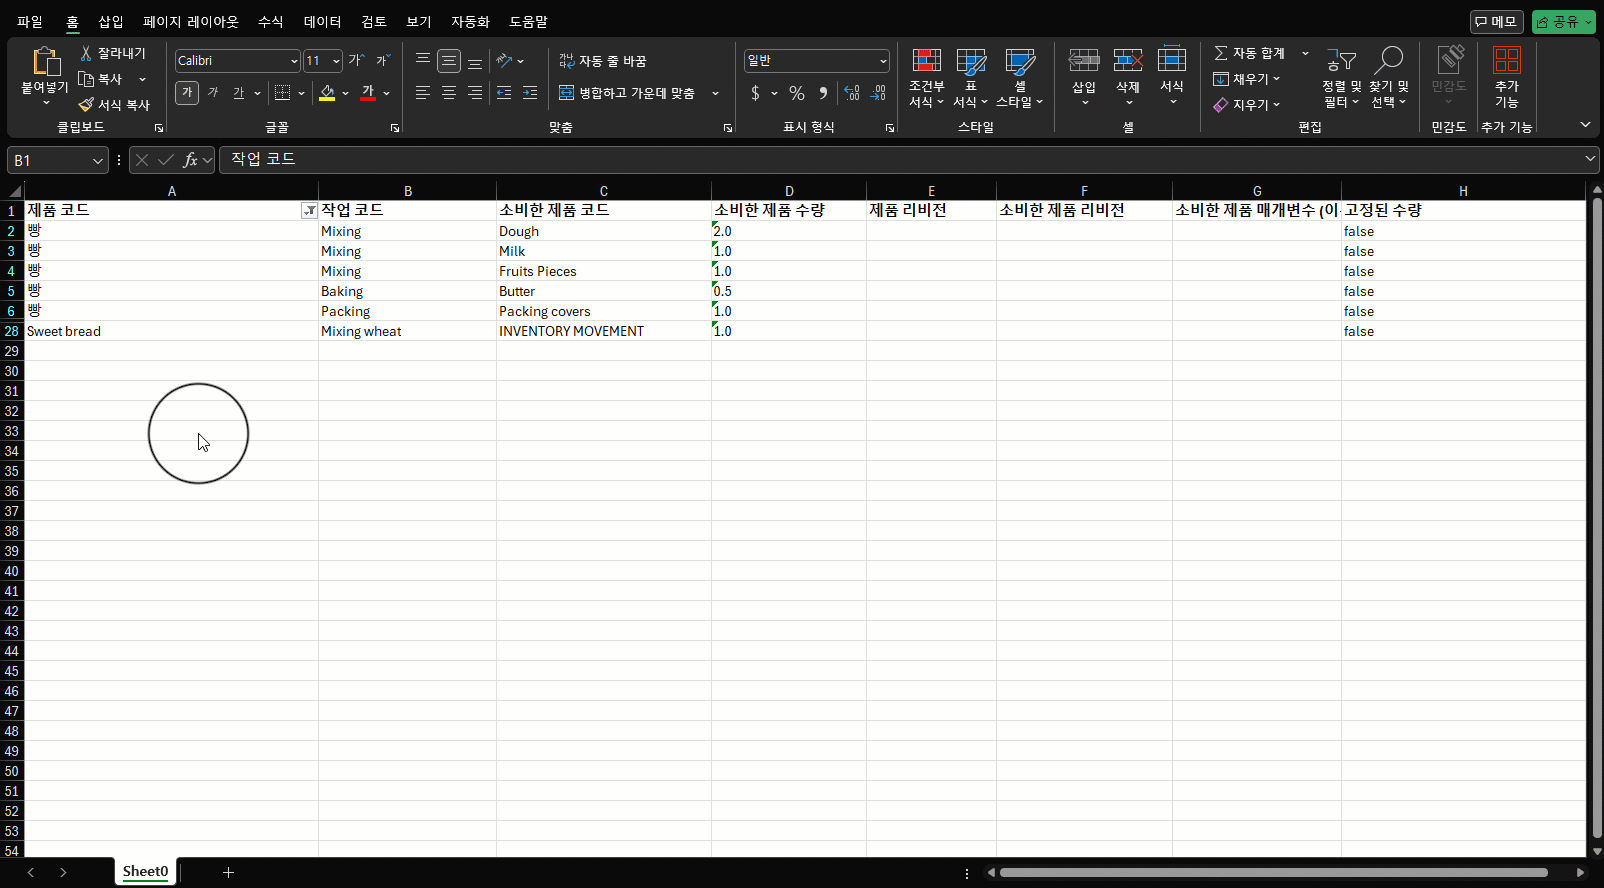 파일 홈 삽입 페이지 레이아웃 수식 데이터 검토 보기 자동화 도움말 메모 공유
붙여넣기 잘라내기 복사 서식 복사 클립보드
Calibri 11 가 가 가 가 가 가 글꼴
가나다 자동 줄 바꿈 병합하고 가운데 맞춤 맞춤
일반 $ % , .00 .00 표시 형식
조건부 서식 표 서식 셀 스타일 스타일
삽입 삭제 서식 셀
자동 합계 채우기 지우기 정렬 및 필터 찾기 및 선택 편집
민감도 민감도
추가 기능 추가 기능
B1 fx 작업 코드
A B C D E F G H
1 제품 코드 작업 코드 소비한 제품 코드 소비한 제품 수량 제품 리비전 소비한 제품 리비전 소비한 제품 매개변수 (이 고정된 수량
2 빵 Mixing Dough 2.0 false
3 빵 Mixing Milk 1.0 false
4 빵 Mixing Fruits Pieces 1.0 false
5 빵 Baking Butter 0.5 false
6 빵 Packing Packing covers 1.0 false
28 Sweet bread Mixing wheat INVENTORY MOVEMENT 1.0 false
29
30
31
32
33
34
35
36
37
38
39
40
41
42
43
44
45
46
47
48
49
50
51
52
53
54
Sheet0